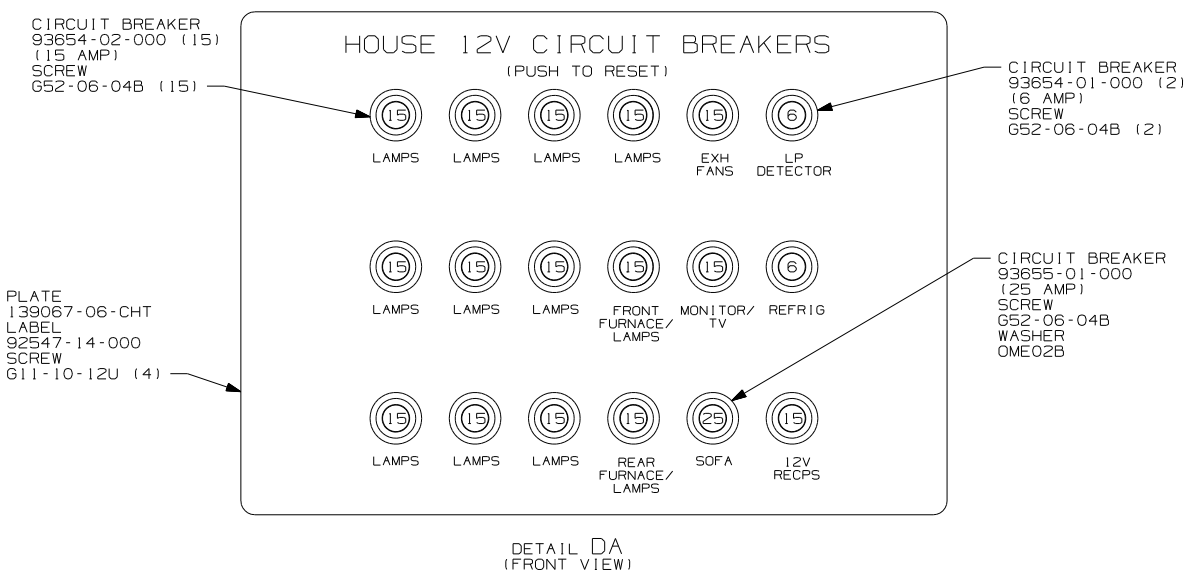 CIRCUIT BREAKER
93654-02-000 (15)
(15 AMP)
SCREW
G52-06-04B (15)
HOUSE 12V CIRCUIT BREAKERS
(PUSH TO RESET)
CIRCUIT BREAKER
93654-01-000 (2)
(6 AMP)
SCREW
G52-06-04B (2)
15 15 15 15 15 6
LAMPS LAMPS LAMPS LAMPS EXH FANS LP DETECTOR
15 15 15 15 15 6
LAMPS LAMPS LAMPS FRONT FURNACE/ LAMPS MONITOR/ TV REFRIG
CIRCUIT BREAKER
93655-01-000
(25 AMP)
SCREW
G52-06-04B
WASHER
OME02B
PLATE
139067-06-CHT
LABEL
92547-14-000
SCREW
G11-10-12U (4)
15 15 15 15 25 15
LAMPS LAMPS LAMPS REAR FURNACE/ LAMPS SOFA 12V RECPS
DETAIL DA
(FRONT VIEW)